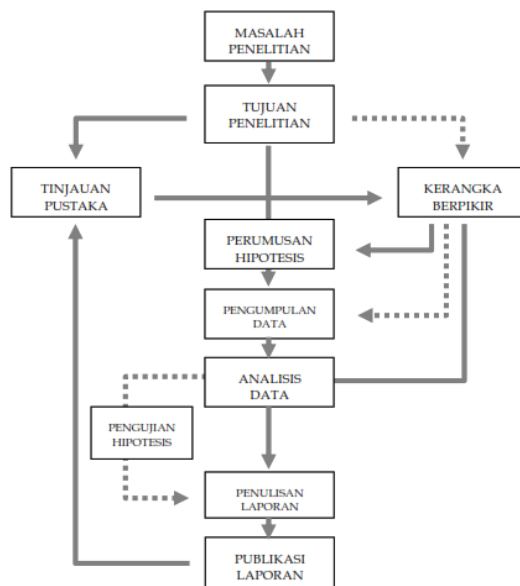 MASALAH
PENELITIAN
TUJUAN
PENELITIAN
TINJAUAN
PUSTAKA
KERANGKA
BERPIKIR
PERUMUSAN
HIPOTESIS
PENGUMPULAN
DATA
ANALISIS
DATA
PENGUJIAN
HIPOTESIS
PENULISAN
LAPORAN
PUBLIKASI
LAPORAN